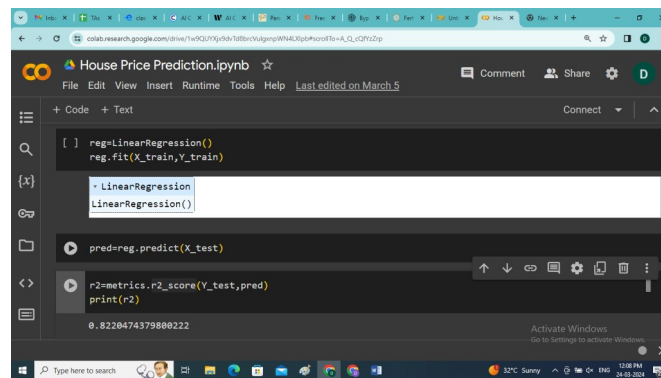 colab.research.google.com/drive/1w9QUYXjx9dvTd8brcVulgxnpWN4LXlpb#scrollTo=A_Q_cQfYzZrp
CO
House Price Prediction.ipynb
Comment
Share
D
File Edit View Insert Runtime Tools Help Last edited on March 5
+ Code + Text
Connect
[ ] reg=LinearRegression()
reg.fit(X_train,Y_train)
{x}
LinearRegression
LinearRegression()
pred=reg.predict(X_test)
<>
r2=metrics.r2_score(Y_test,pred)
print(r2)
0.8220474379800222
Activate Windows
Go to Settings to activate Windows.
Type here to search
32°C Sunny
ENG
12:08 PM
24-03-2024